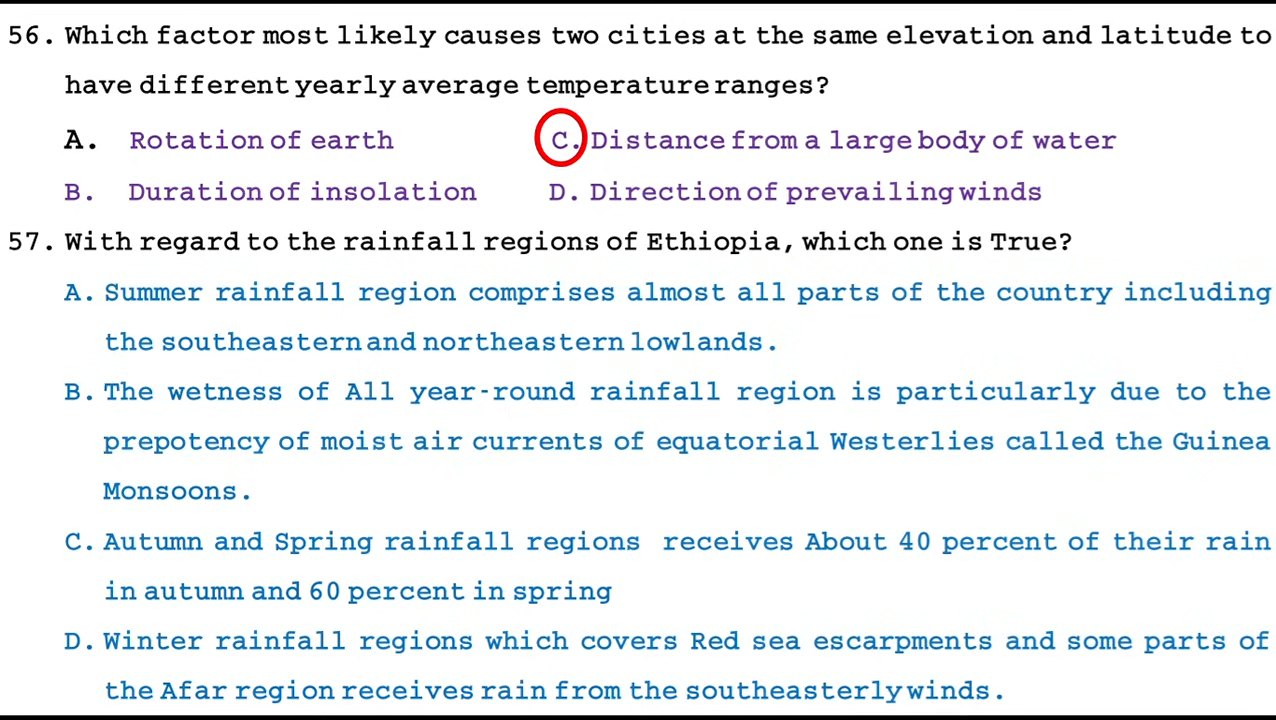 56. Which factor most likely causes two cities at the same elevation and latitude to
have different yearly average temperature ranges?
A. Rotation of earth C. Distance from a large body of water
B. Duration of insolation D. Direction of prevailing winds
57. With regard to the rainfall regions of Ethiopia, which one is True?
A. Summer rainfall region comprises almost all parts of the country including
the southeastern and northeastern lowlands.
B. The wetness of All year-round rainfall region is particularly due to the
prepotency of moist air currents of equatorial Westerlies called the Guinea
Monsoons.
C. Autumn and Spring rainfall regions receives About 40 percent of their rain
in autumn and 60 percent in spring
D. Winter rainfall regions which covers Red sea escarpments and some parts of
the Afar region receives rain from the southeasterly winds.